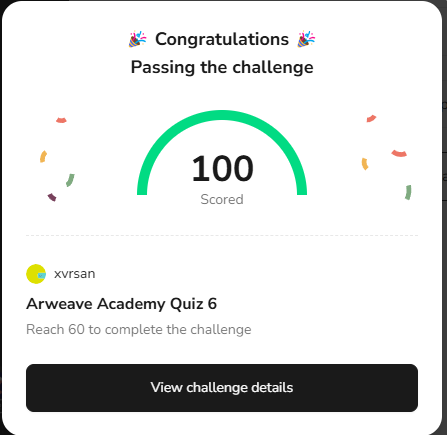 🎉 Congratulations 🎉
Passing the challenge
100
Scored
xvrsan
Arweave Academy Quiz 6
Reach 60 to complete the challenge
View challenge details